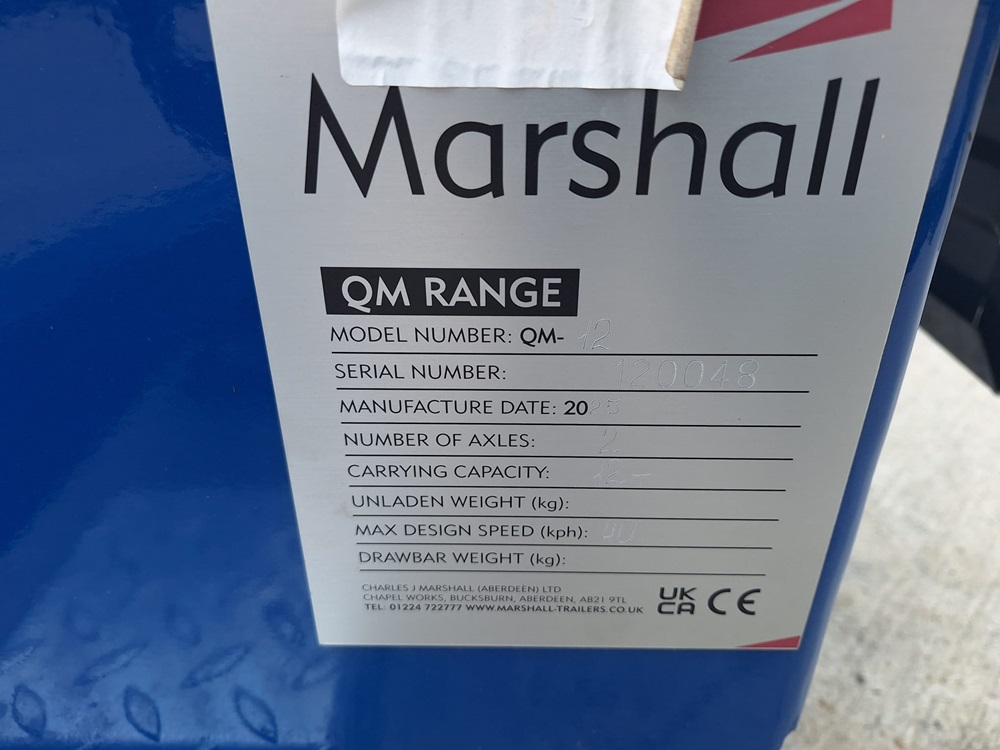 Marshall
QM RANGE
MODEL NUMBER: QM- 12
SERIAL NUMBER: 120048
MANUFACTURE DATE: 2025
NUMBER OF AXLES: 2
CARRYING CAPACITY: 12
UNLADEN WEIGHT (kg):
MAX DESIGN SPEED (kph):
DRAWBAR WEIGHT (kg):
CHARLES J MARSHALL (ABERDEEN) LTD
CHAPEL WORKS, BUCKSBURN, ABERDEEN, AB21 9TL
TEL: 01224 722777 WWW.MARSHALL-TRAILERS.CO.UK
UK
CA CE